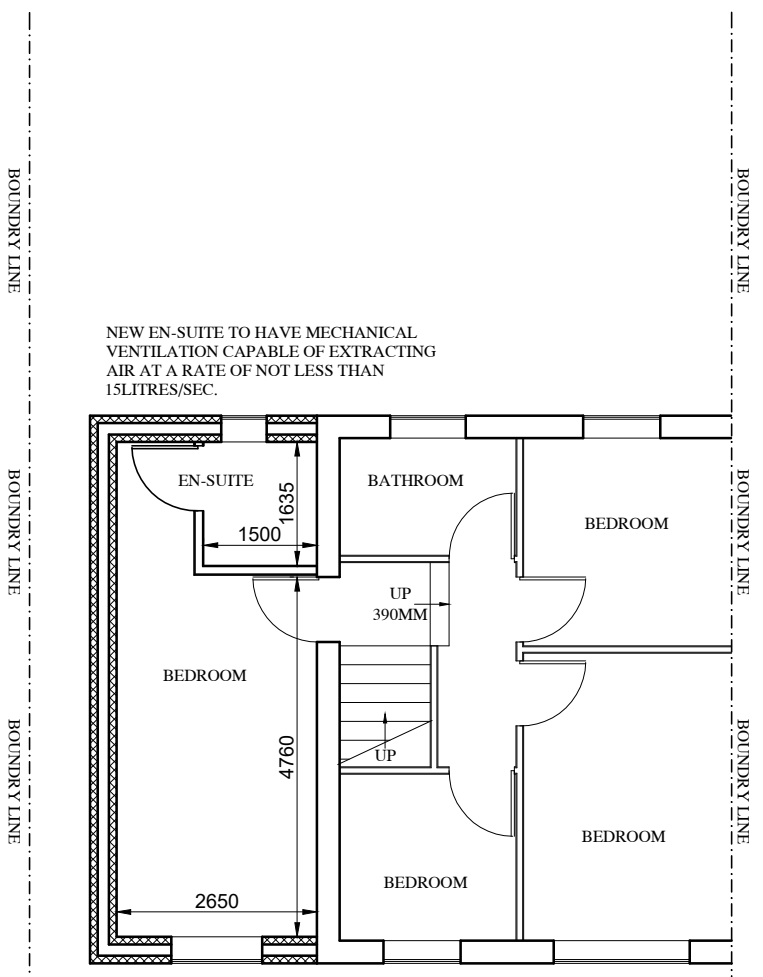 BOUNDRY LINE
BOUNDRY LINE
NEW EN-SUITE TO HAVE MECHANICAL
VENTILATION CAPABLE OF EXTRACTING
AIR AT A RATE OF NOT LESS THAN
15LITRES/SEC.
EN-SUITE
BATHROOM
1635
1500
BEDROOM
BOUNDRY LINE
BOUNDRY LINE
UP
390MM
BEDROOM
4760
UP
BOUNDRY LINE
BOUNDRY LINE
BEDROOM
BEDROOM
2650